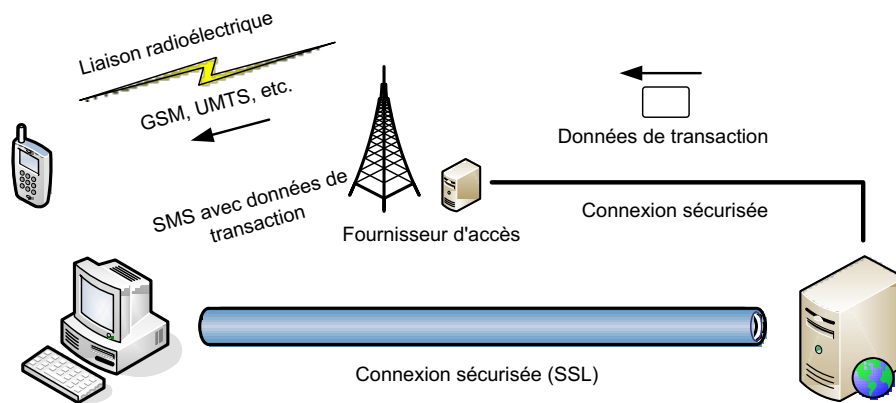 Liaison radioélectrique
GSM, UMTS, etc.
Données de transaction
SMS avec données de
transaction
Fournisseur d'accès
Connexion sécurisée
Connexion sécurisée (SSL)